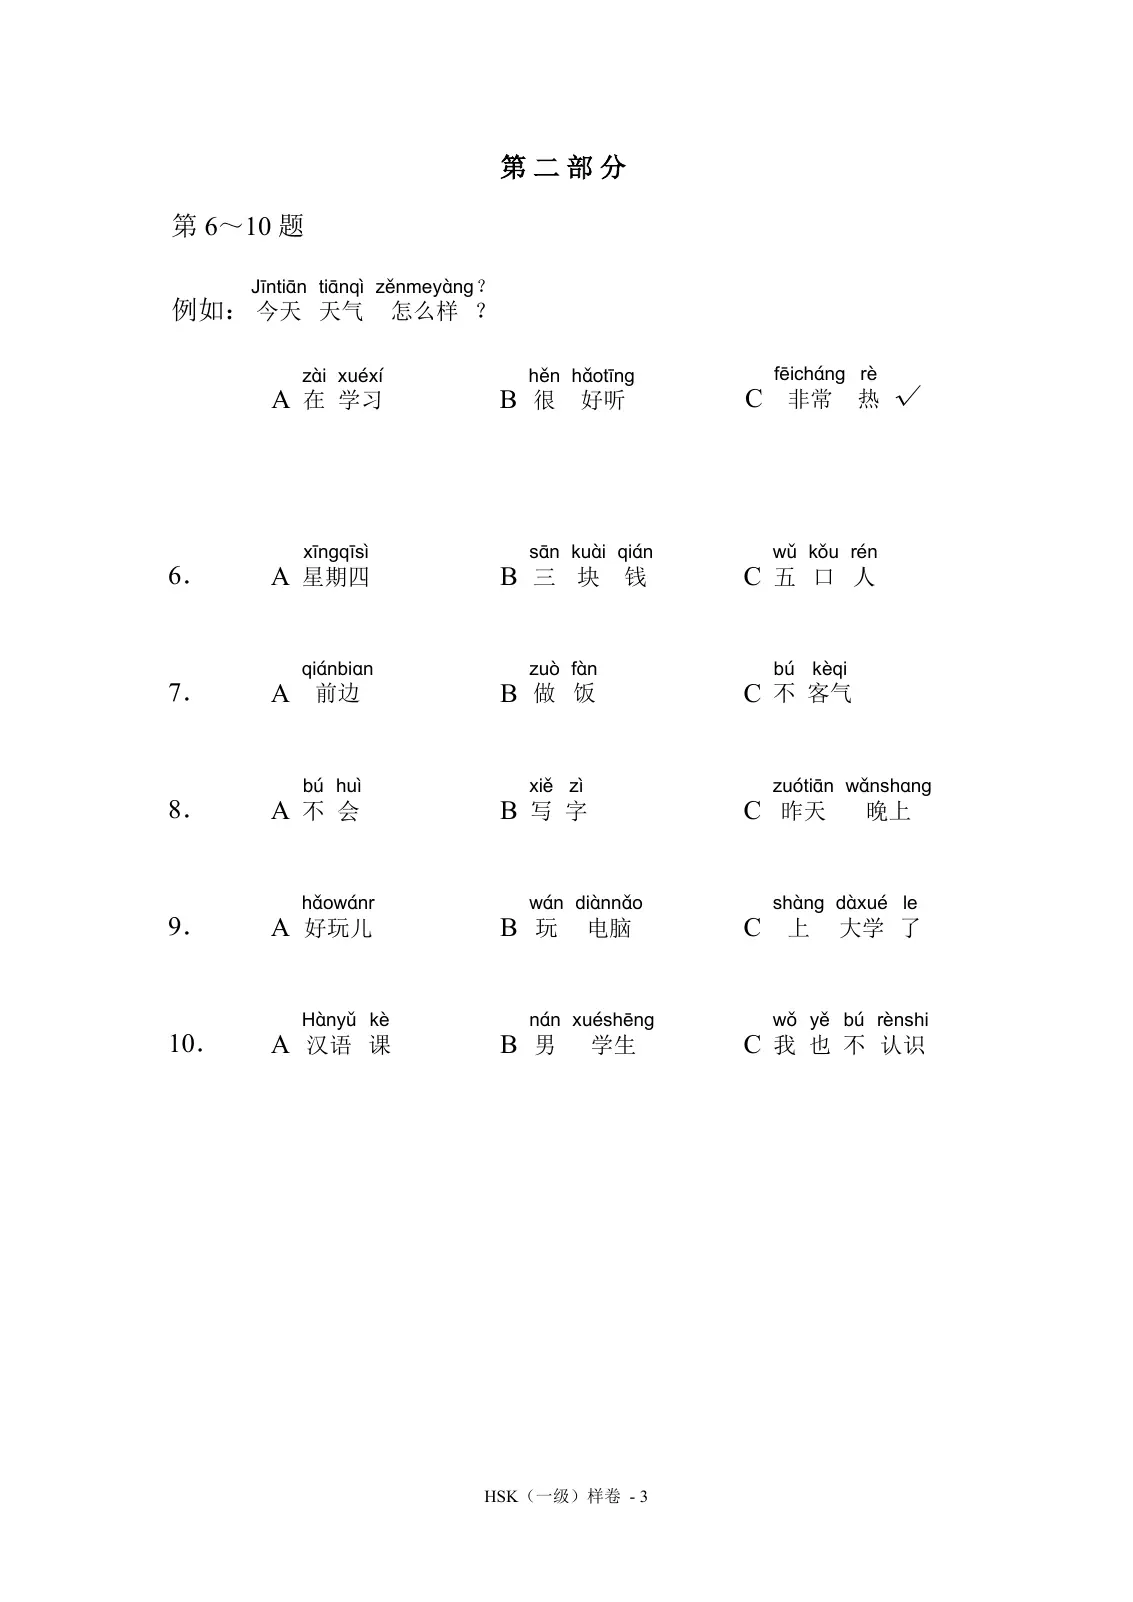 第二部分
第 6～10 题
Jīntiān tiānqì zěnmeyàng？
例如： 今天 天气 怎么样 ？
zài xuéxí hěn hǎotīng fēicháng rè
A 在 学习 B 很 好听 C 非常 热 ✓
xīngqīsì sān kuài qián wǔ kǒu rén
6． A 星期四 B 三 块 钱 C 五 口 人
qiánbian zuò fàn bú kèqi
7． A 前边 B 做 饭 C 不 客气
bú huì xiě zì zuótiān wǎnshang
8． A 不 会 B 写 字 C 昨天 晚上
hǎowánr wán diànnǎo shàng dàxué le
9． A 好玩儿 B 玩 电脑 C 上 大学 了
Hànyǔ kè nán xuéshēng wǒ yě bú rènshi
10． A 汉语 课 B 男 学生 C 我 也 不 认识
HSK（一级）样卷 - 3